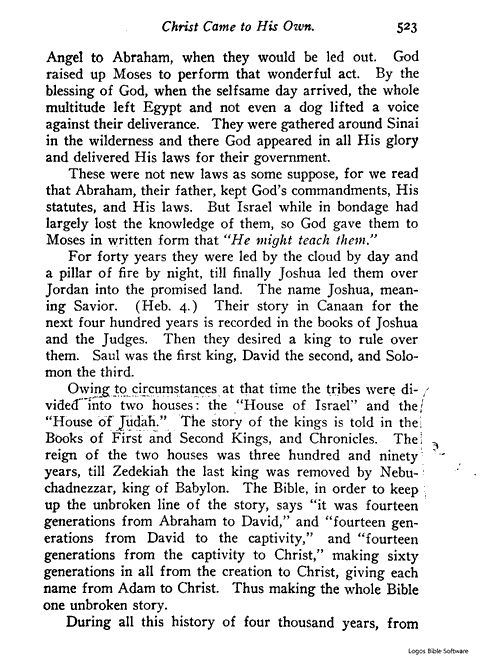 Christ Came to His Own. 523
Angel to Abraham, when they would be led out. God
raised up Moses to perform that wonderful act. By the
blessing of God, when the selfsame day arrived, the whole
multitude left Egypt and not even a dog lifted a voice
against their deliverance. They were gathered around Sinai
in the wilderness and there God appeared in all His glory
and delivered His laws for their government.
These were not new laws as some suppose, for we read
that Abraham, their father, kept God's commandments, His
statutes, and His laws. But Israel while in bondage had
largely lost the knowledge of them, so God gave them to
Moses in written form that "He might teach them."
For forty years they were led by the cloud by day and
a pillar of fire by night, till finally Joshua led them over
Jordan into the promised land. The name Joshua, mean-
ing Savior. (Heb. 4.) Their story in Canaan for the
next four hundred years is recorded in the books of Joshua
and the Judges. Then they desired a king to rule over
them. Saul was the first king, David the second, and Solo-
mon the third.
Owing to circumstances at that time the tribes were di-
vided into two houses: the "House of Israel" and the
"House of Judah." The story of the kings is told in the
Books of First and Second Kings, and Chronicles. The
reign of the two houses was three hundred and ninety
years, till Zedekiah the last king was removed by Nebu-
chadnezzar, king of Babylon. The Bible, in order to keep
up the unbroken line of the story, says "it was fourteen
generations from Abraham to David," and "fourteen gen-
erations from David to the captivity," and "fourteen
generations from the captivity to Christ," making sixty
generations in all from the creation to Christ, giving each
name from Adam to Christ. Thus making the whole Bible
one unbroken story.
During all this history of four thousand years, from
Logos Bible Software